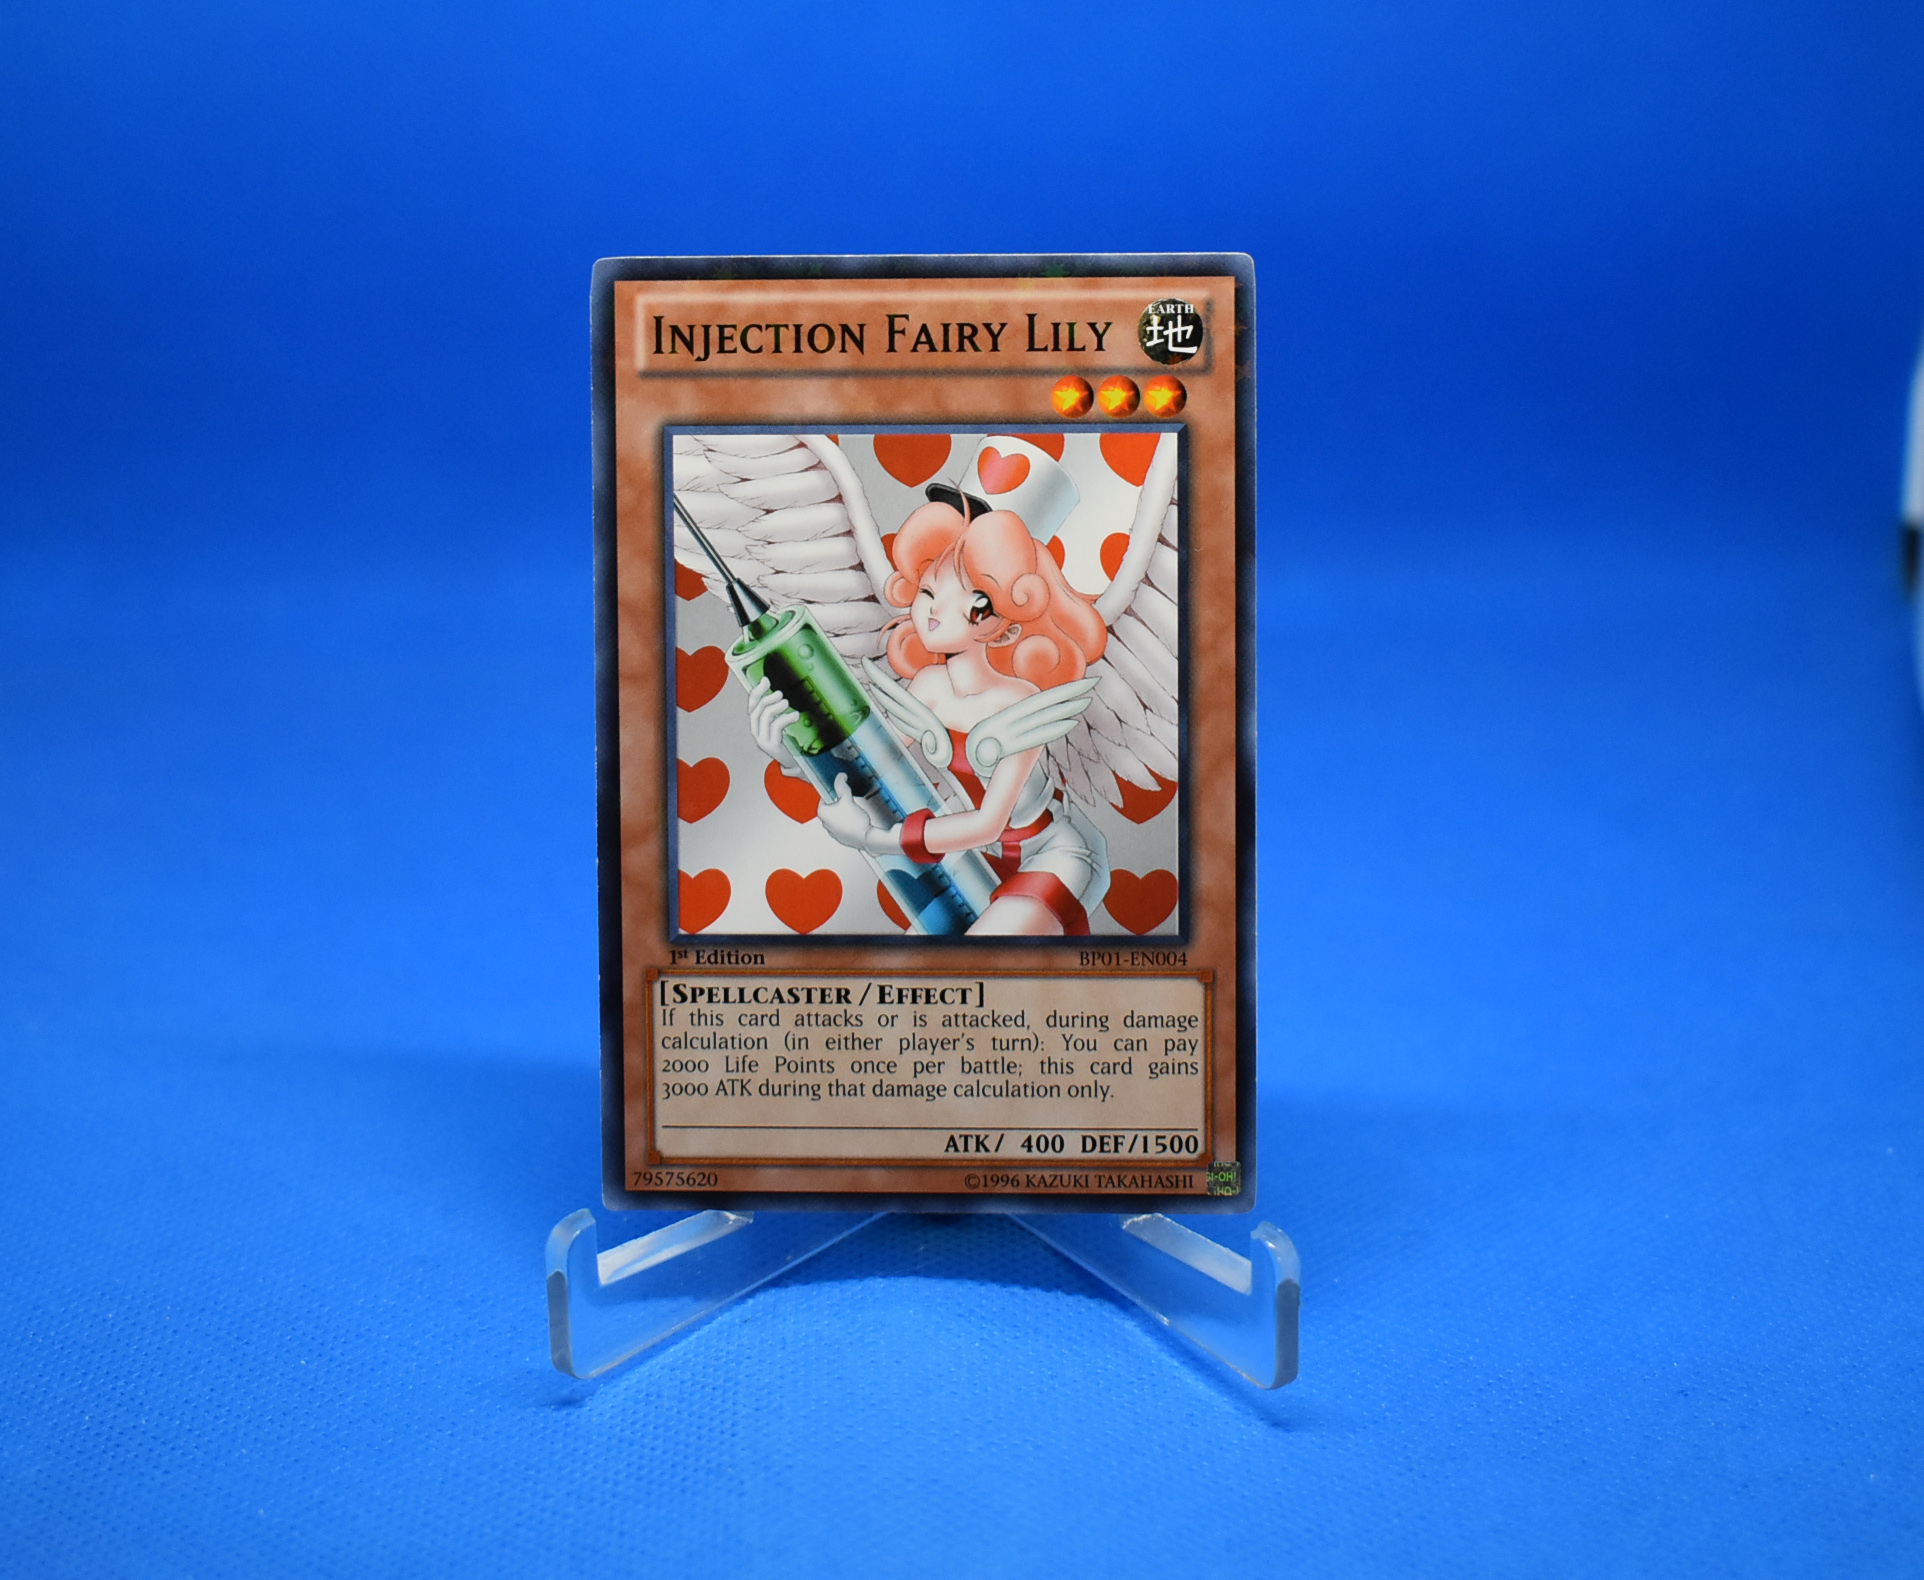 INJECTION FAIRY LILY
EARTH
地
1st Edition
BP01-EN004
[SPELLCASTER / EFFECT]
If this card attacks or is attacked, during damage
calculation (in either player's turn): You can pay
2000 Life Points once per battle; this card gains
3000 ATK during that damage calculation only.
ATK/ 400 DEF/1500
79575620
©1996 KAZUKI TAKAHASHI